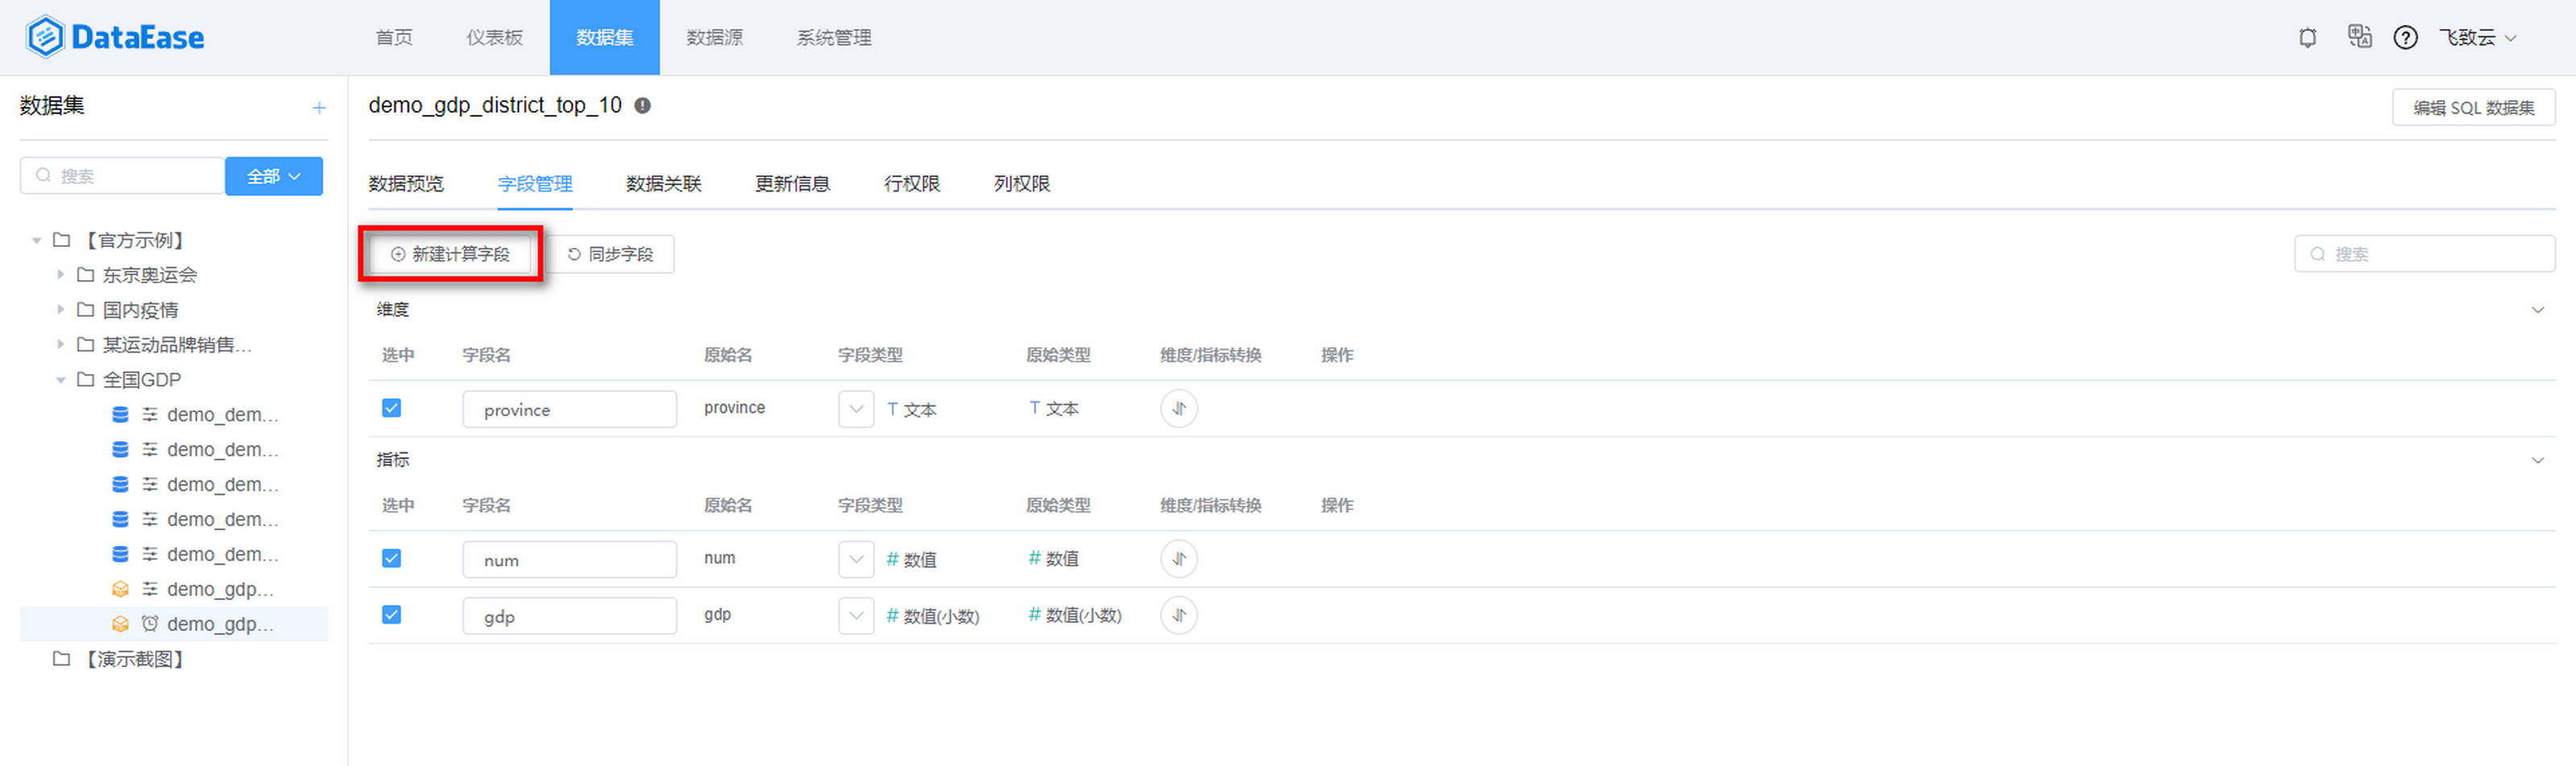 DataEase 首页 仪表板 数据集 数据源 系统管理 飞致云
数据集
搜索 全部
【官方示例】
东京奥运会
国内疫情
某运动品牌销售...
全国GDP
demo_dem...
demo_dem...
demo_dem...
demo_dem...
demo_dem...
demo_gdp...
demo_gdp...
【演示截图】
demo_gdp_district_top_10 编辑 SQL 数据集
数据预览 字段管理 数据关联 更新信息 行权限 列权限
新建计算字段 同步字段 搜索
维度
选中 字段名 原始名 字段类型 原始类型 维度/指标转换 操作
province province T 文本 T 文本
指标
选中 字段名 原始名 字段类型 原始类型 维度/指标转换 操作
num num # 数值 # 数值
gdp gdp # 数值(小数) # 数值(小数)